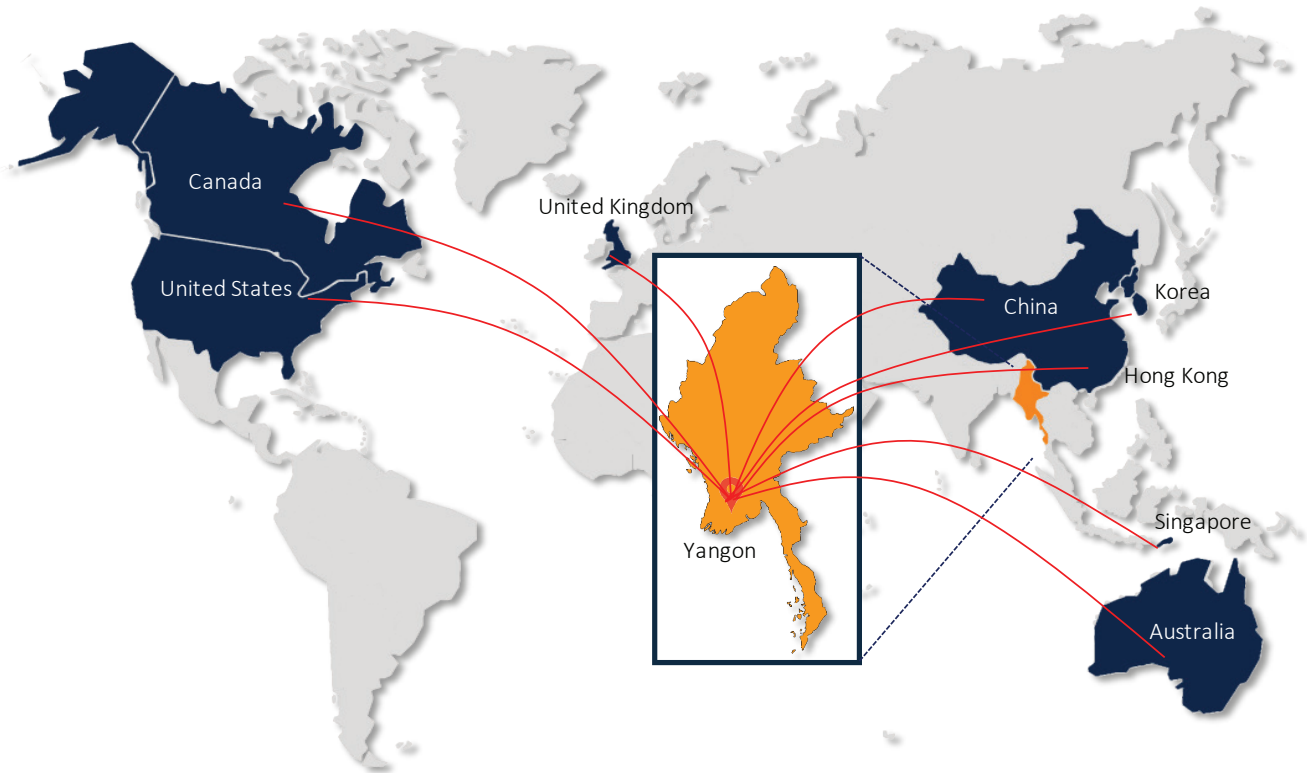 Canada
United Kingdom
United States
China
Korea
Hong Kong
Singapore
Yangon
Australia